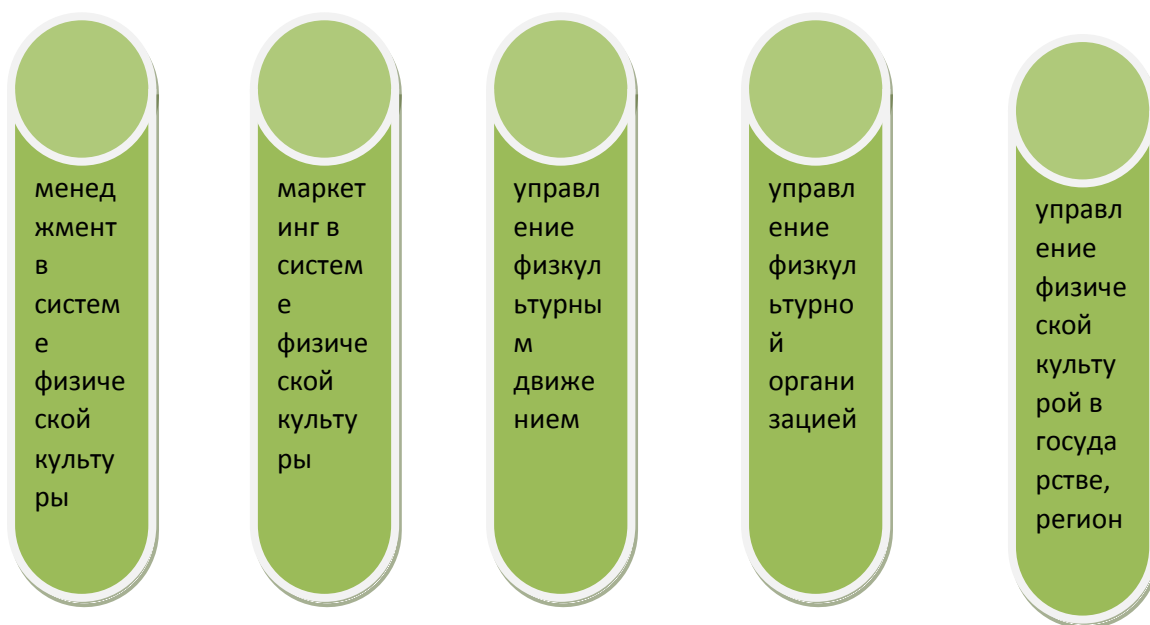 менед
жмент
в
систем
е
физиче
ской
культу
ры
маркет
инг в
систем
е
физиче
ской
культу
ры
управл
ение
физкул
ьтурны
м
движе
нием
управл
ение
физкул
ьтурно
й
органи
зацией
управл
ение
физиче
ской
культу
рой в
госуда
рстве,
регион